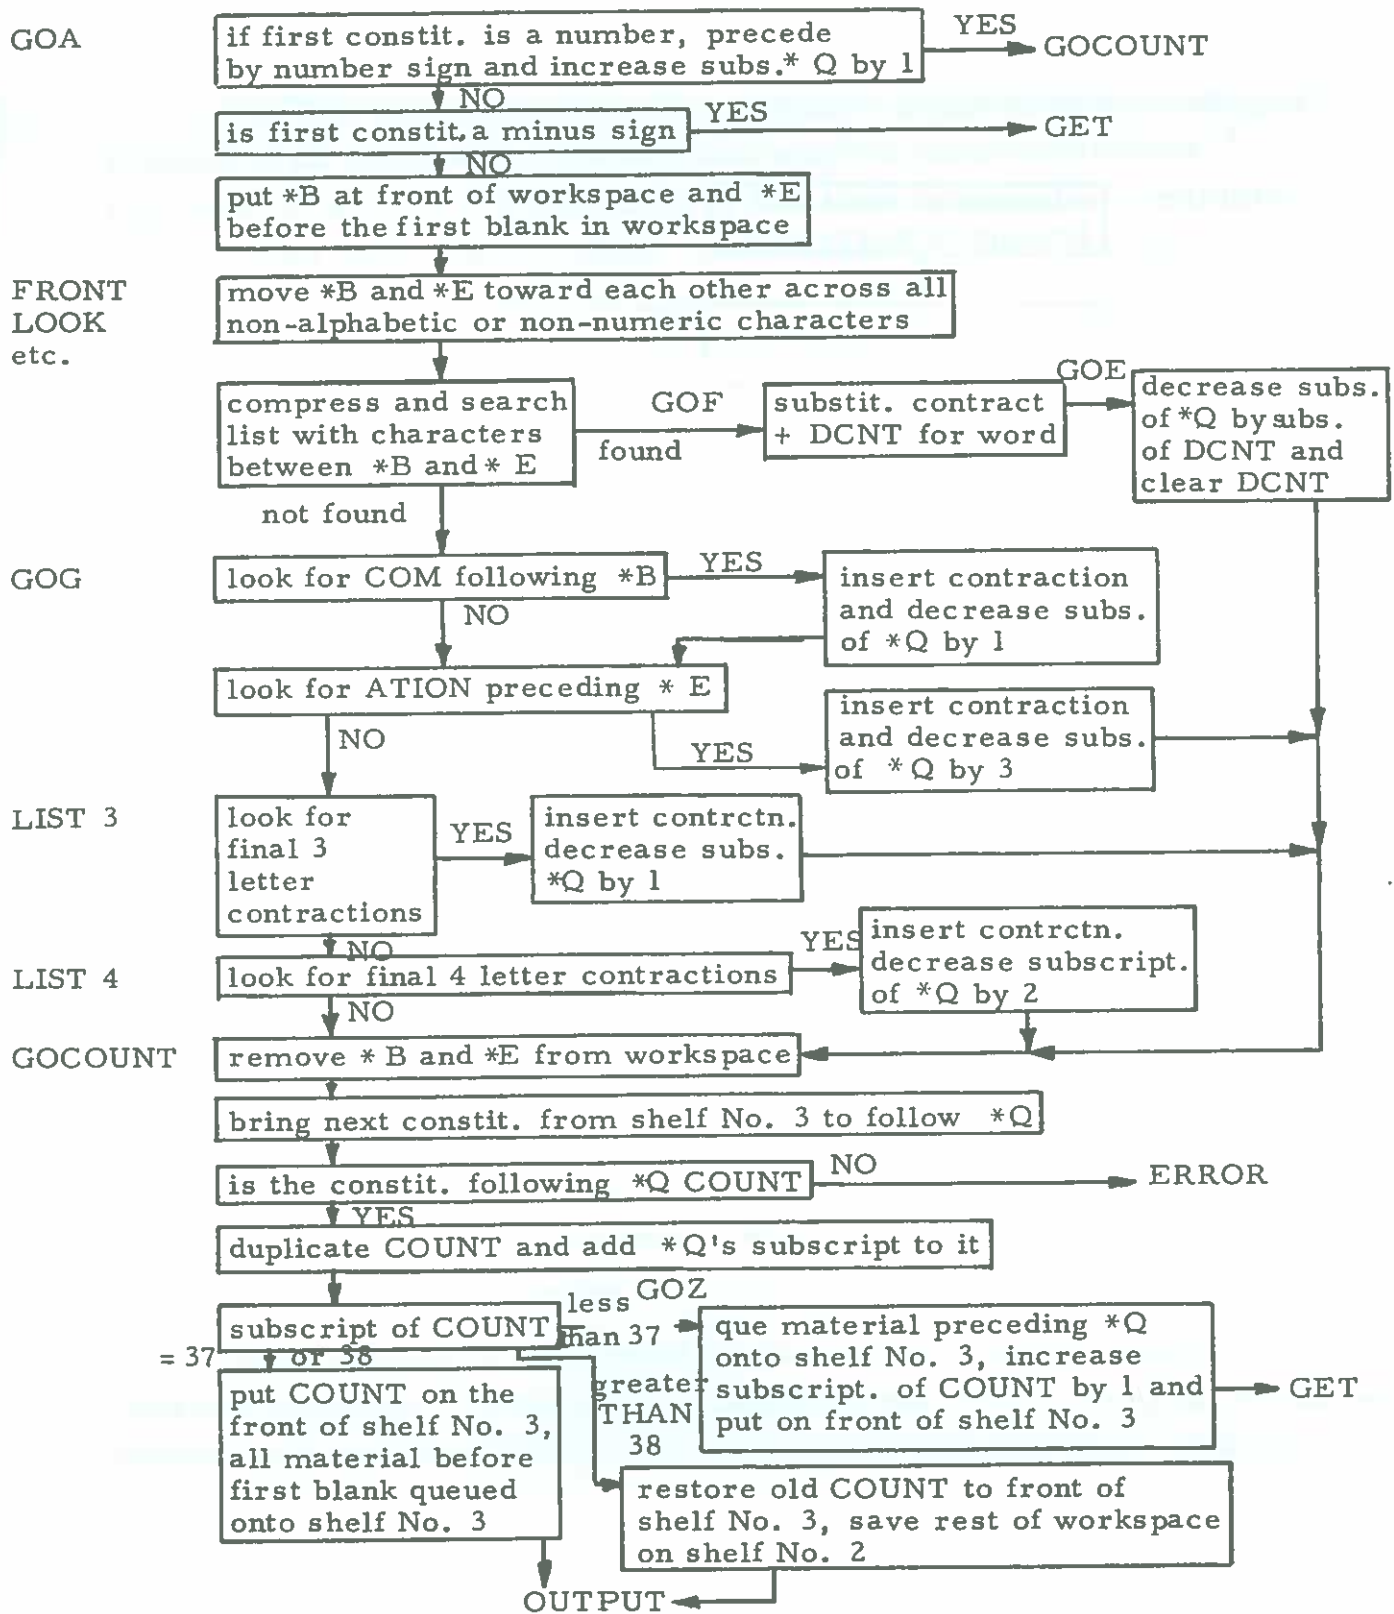 GOA
if first constit. is a number, precede
by number sign and increase subs.* Q by 1
YES
GOCOUNT
NO
is first constit. a minus sign
YES
GET
NO
put *B at front of workspace and *E
before the first blank in workspace
FRONT
LOOK
etc.
move *B and *E toward each other across all
non-alphabetic or non-numeric characters
compress and search
list with characters
between *B and * E
GOF
found
substit. contract
+ DCNT for word
GOE
decrease subs.
of *Q by subs.
of DCNT and
clear DCNT
not found
GOG
look for COM following *B
YES
insert contraction
and decrease subs.
of *Q by 1
NO
look for ATION preceding * E
YES
insert contraction
and decrease subs.
of *Q by 3
NO
LIST 3
look for
final 3
letter
contractions
YES
insert contrctn.
decrease subs.
*Q by 1
NO
LIST 4
look for final 4 letter contractions
YES
insert contrctn.
decrease subscript.
of *Q by 2
NO
GOCOUNT
remove * B and *E from workspace
bring next constit. from shelf No. 3 to follow *Q
is the constit. following *Q COUNT
NO
ERROR
YES
duplicate COUNT and add *Q's subscript to it
subscript of COUNT
less
than 37
GOZ
que material preceding *Q
onto shelf No. 3, increase
subscript. of COUNT by 1 and
put on front of shelf No. 3
GET
= 37 or 38
put COUNT on the
front of shelf No. 3,
all material before
first blank queued
onto shelf No. 3
greater
THAN
38
restore old COUNT to front of
shelf No. 3, save rest of workspace
on shelf No. 2
OUTPUT